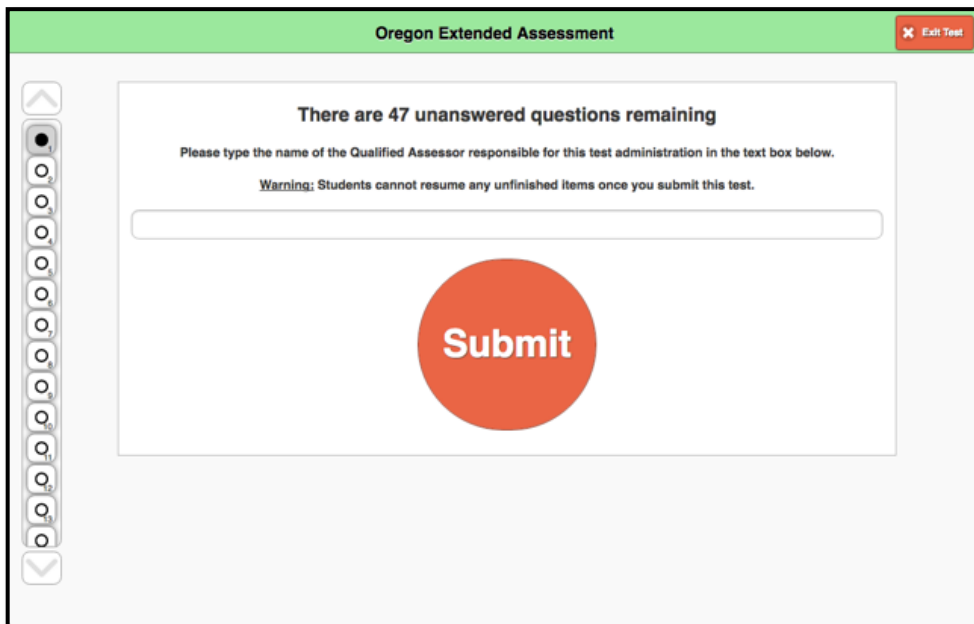 Oregon Extended Assessment
Exit Test
There are 47 unanswered questions remaining
Please type the name of the Qualified Assessor responsible for this test administration in the text box below.
Warning: Students cannot resume any unfinished items once you submit this test.
Submit
1
2
3
4
5
6
7
8
9
10
11
12
13